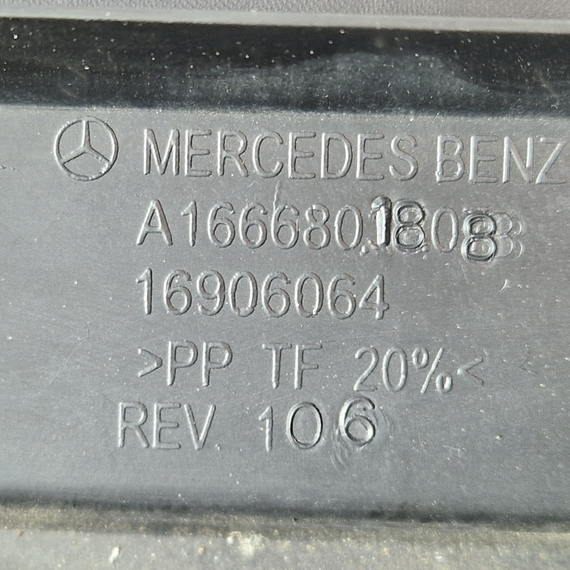 MERCEDES BENZ
A1666801808
16906064
>PP TF 20%<
REV. 106